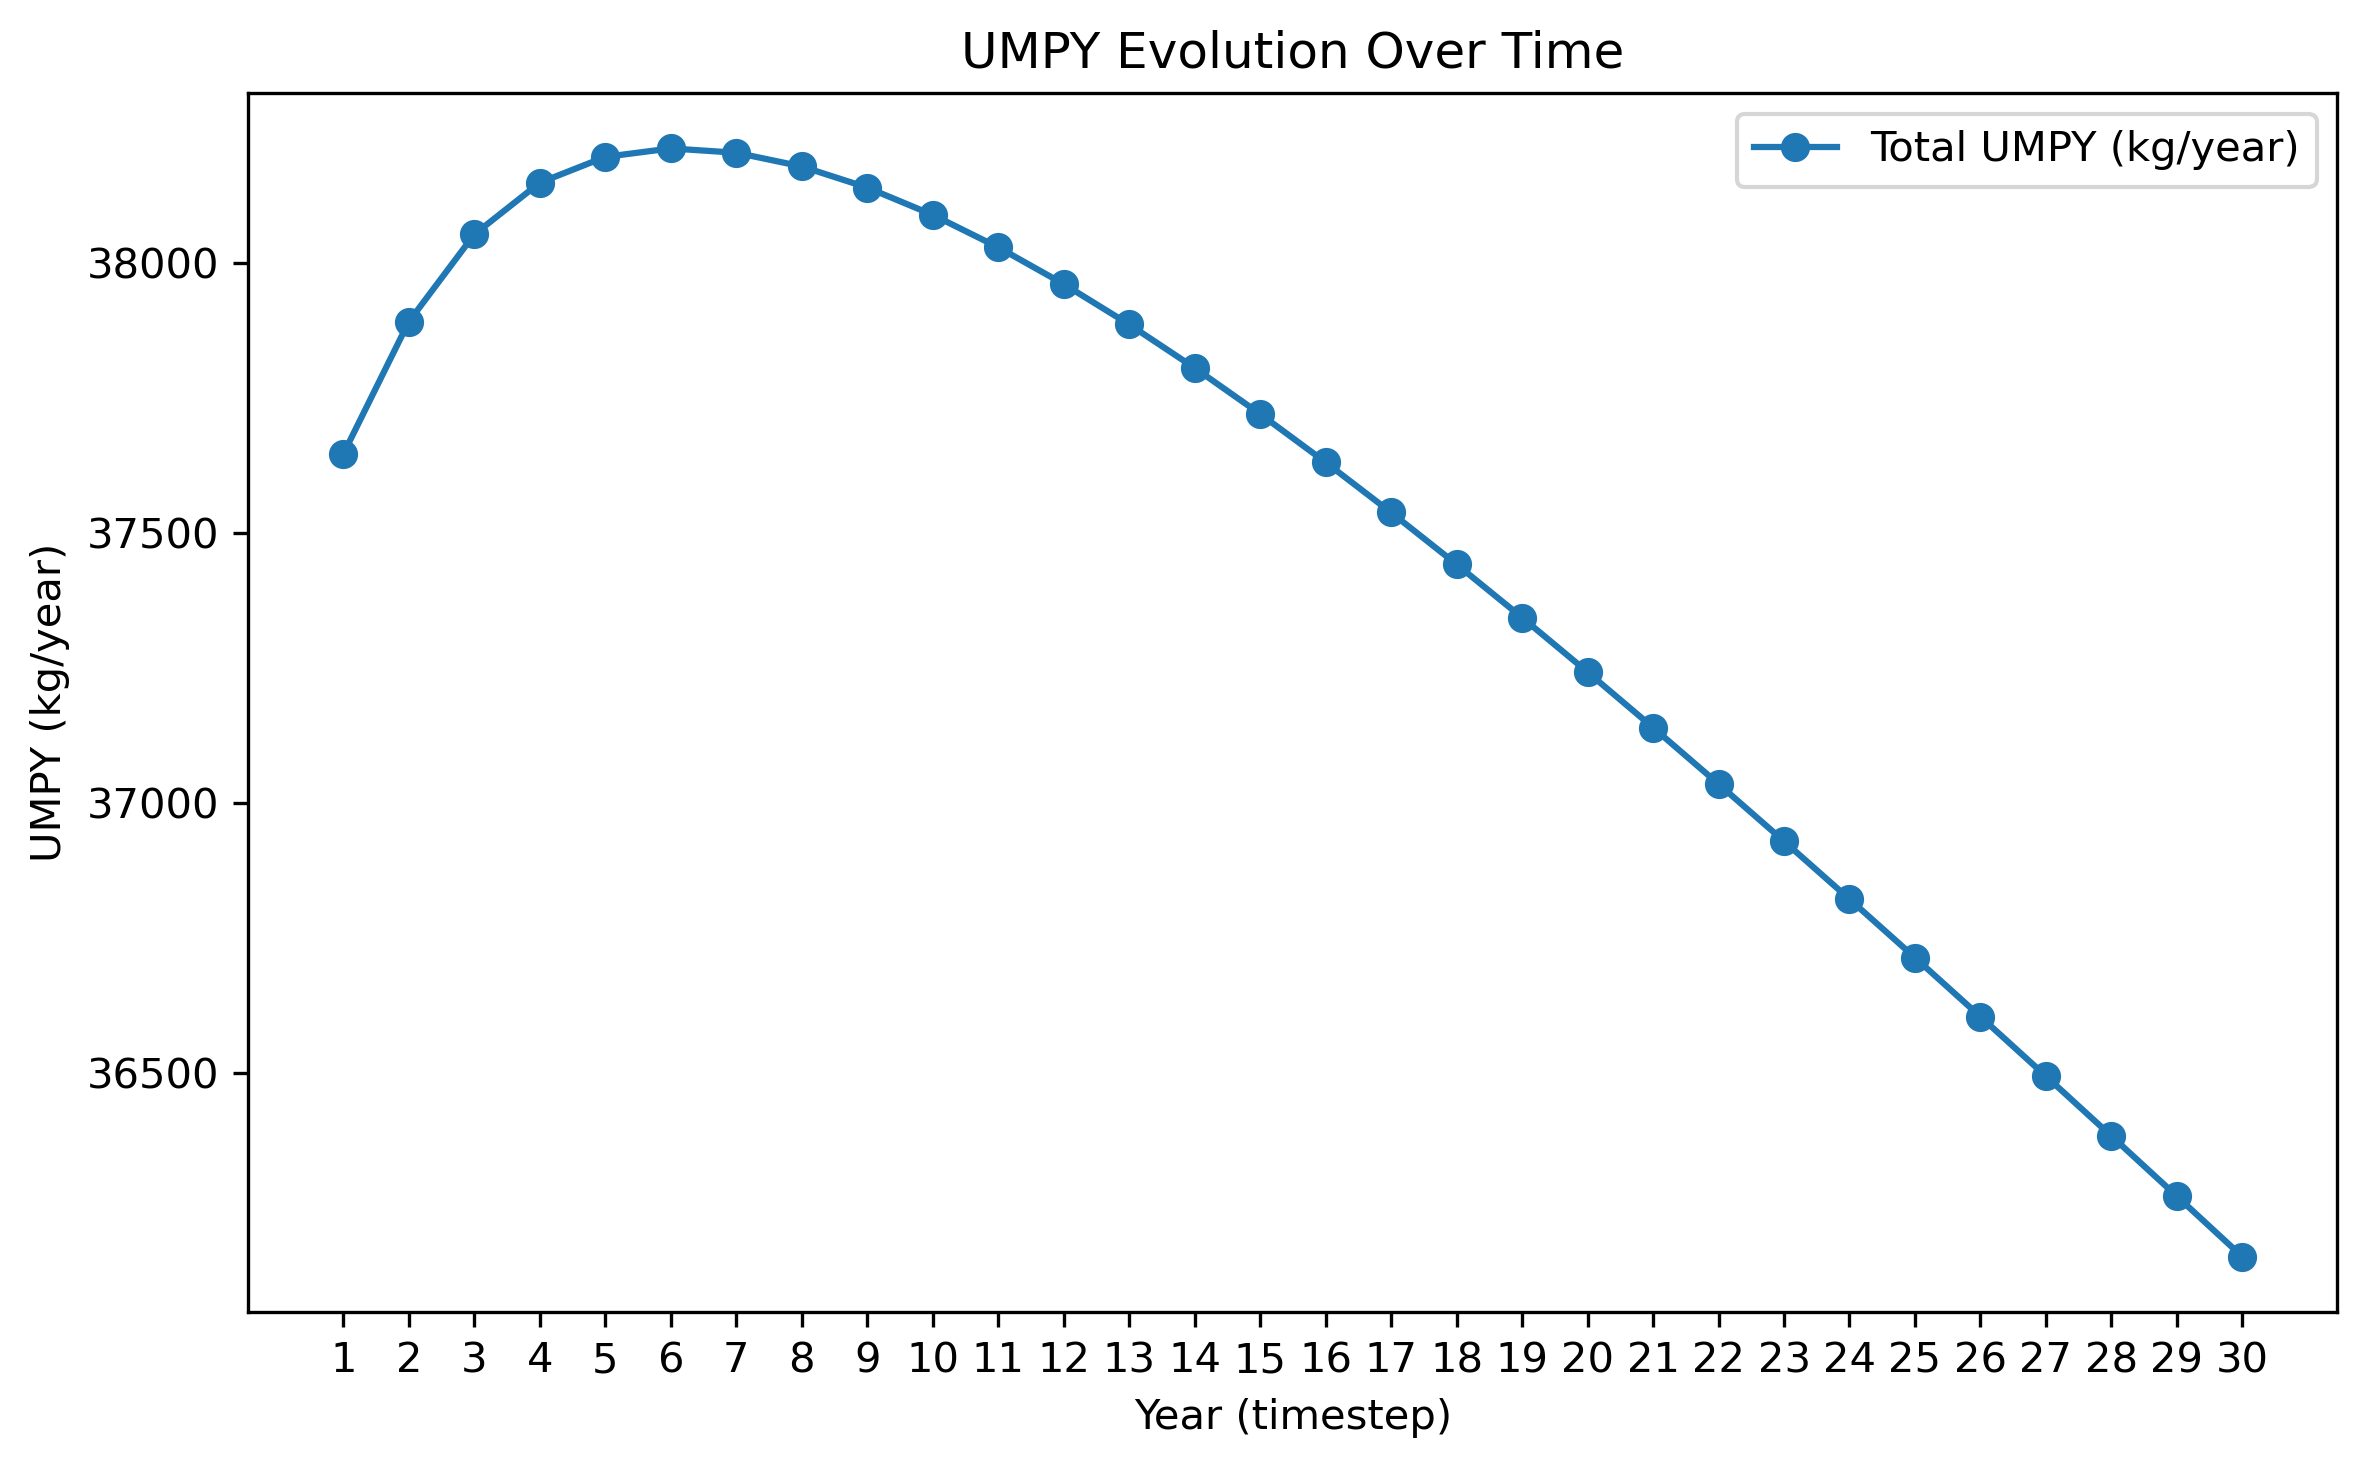 UMPY Evolution Over Time
Total UMPY (kg/year)
UMPY (kg/year)
38000
37500
37000
36500
1 2 3 4 5 6 7 8 9 10 11 12 13 14 15 16 17 18 19 20 21 22 23 24 25 26 27 28 29 30
Year (timestep)